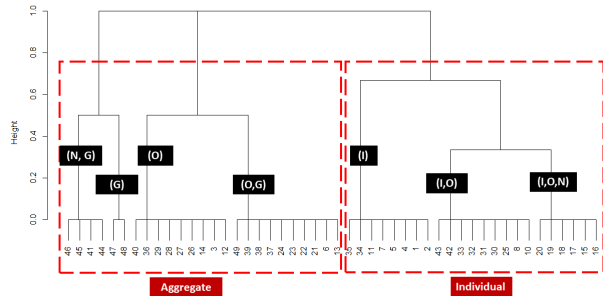 1.0
0.8
0.6
0.4
0.2
0.0
Height
(N, G)
(O)
(I)
(G)
(O,G)
(I,O)
(I,O,N)
46 45 41 44 47 48 40 36 29 28 27 26 14 3 12 49 39 38 37 24 23 22 21 6 13 35 34 11 7 5 4 1 2 43 42 33 32 31 30 25 8 10 20 19 18 17 15 16
Aggregate
Individual